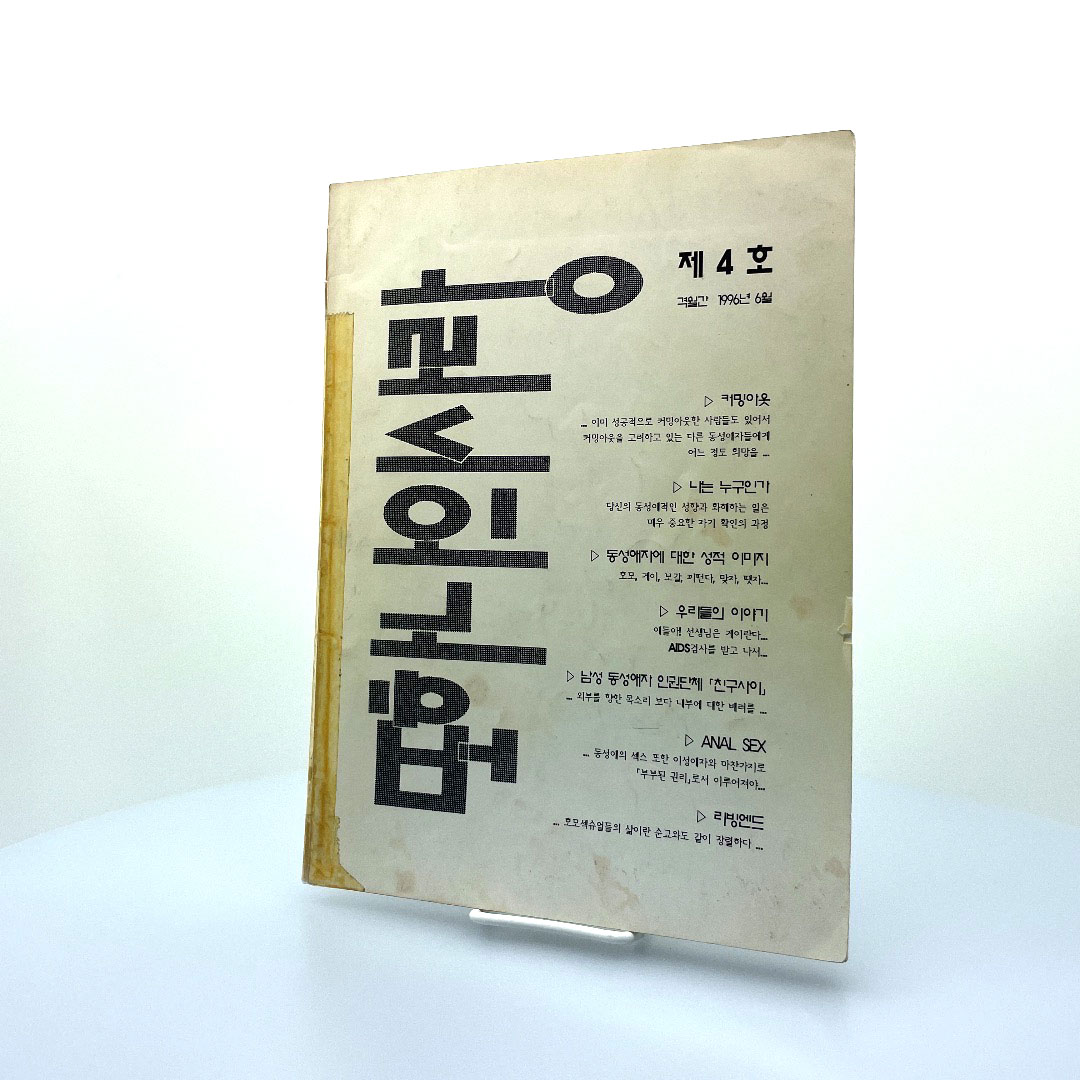 제 4 호
격월간 1996년 6월
▷ 커밍아웃
... 이미 성공적으로 커밍아웃한 사람들도 있어서
커밍아웃을 고려하고 있는 다른 동성애자들에게
어느 정도 희망을 ...
▷ 나는 누구인가
당신의 동성애적인 성향과 화해하는 일은
매우 중요한 자기 확인의 과정
▷ 동성애자에 대한 성적 이미지
호모, 게이, 보갈,
▷ 우리들의 이야기
얘들아! 선생님은 게이란다...
AIDS검사를 받고 나서...
▷ 남성 동성애자 인권단체 「친구사이」
... 외부를 향한 목소리 보다 내부에 대한 배려를 ...
▷ ANAL SEX
... 동성애의 섹스 또한 이성애자와 마찬가지로
「부부된 권리」로서 이루어져야...
▷ 리빙엔드
... 호모섹슈얼들의 삶이란 순교와도 같이 장렬하다 ...